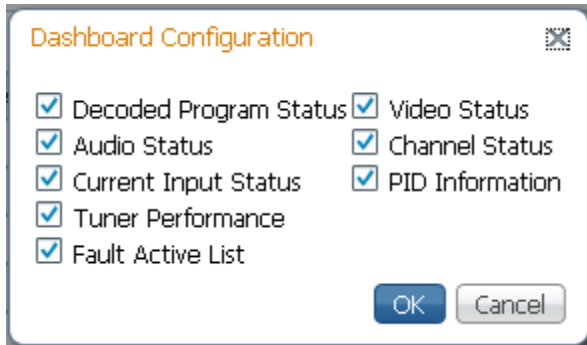 Dashboard Configuration
Decoded Program Status Video Status
Audio Status Channel Status
Current Input Status PID Information
Tuner Performance
Fault Active List
OK Cancel